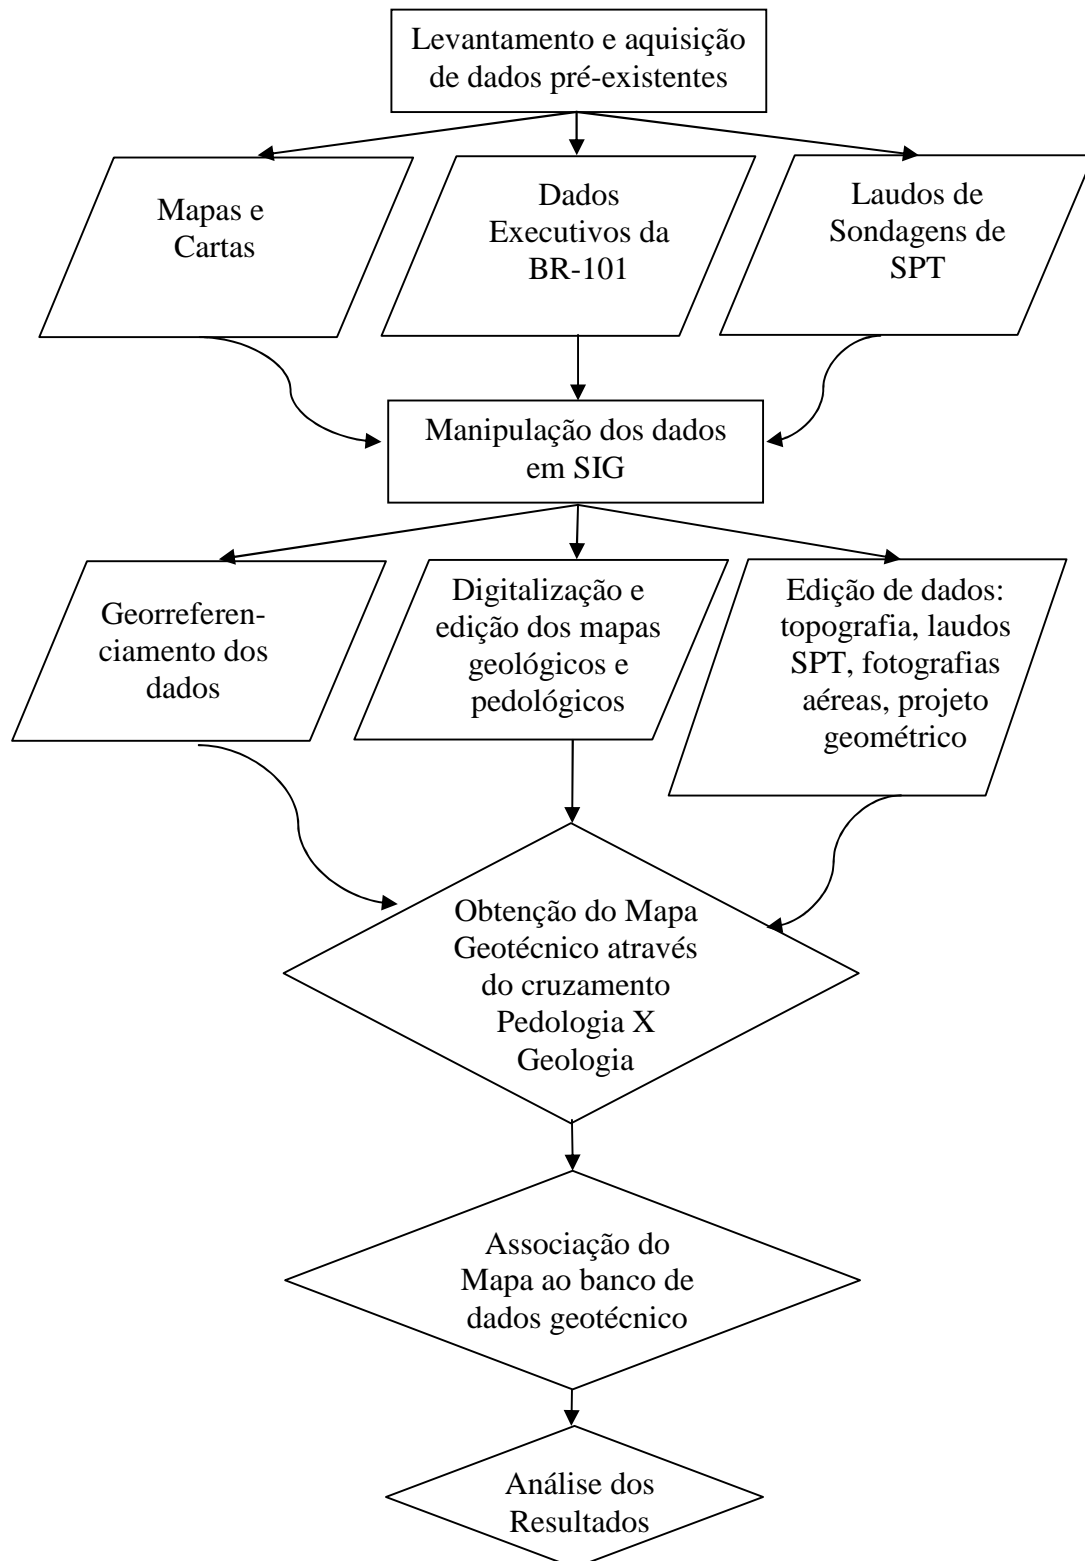 Levantamento e aquisição
de dados pré-existentes
Mapas e
Cartas
Dados
Executivos da
BR-101
Laudos de
Sondagens de
SPT
Manipulação dos dados
em SIG
Georreferen-
ciamento dos
dados
Digitalização e
edição dos mapas
geológicos e
pedológicos
Edição de dados:
topografia, laudos
SPT, fotografias
aéreas, projeto
geométrico
Obtenção do Mapa
Geotécnico através
do cruzamento
Pedologia X
Geologia
Associação do
Mapa ao banco de
dados geotécnico
Análise dos
Resultados